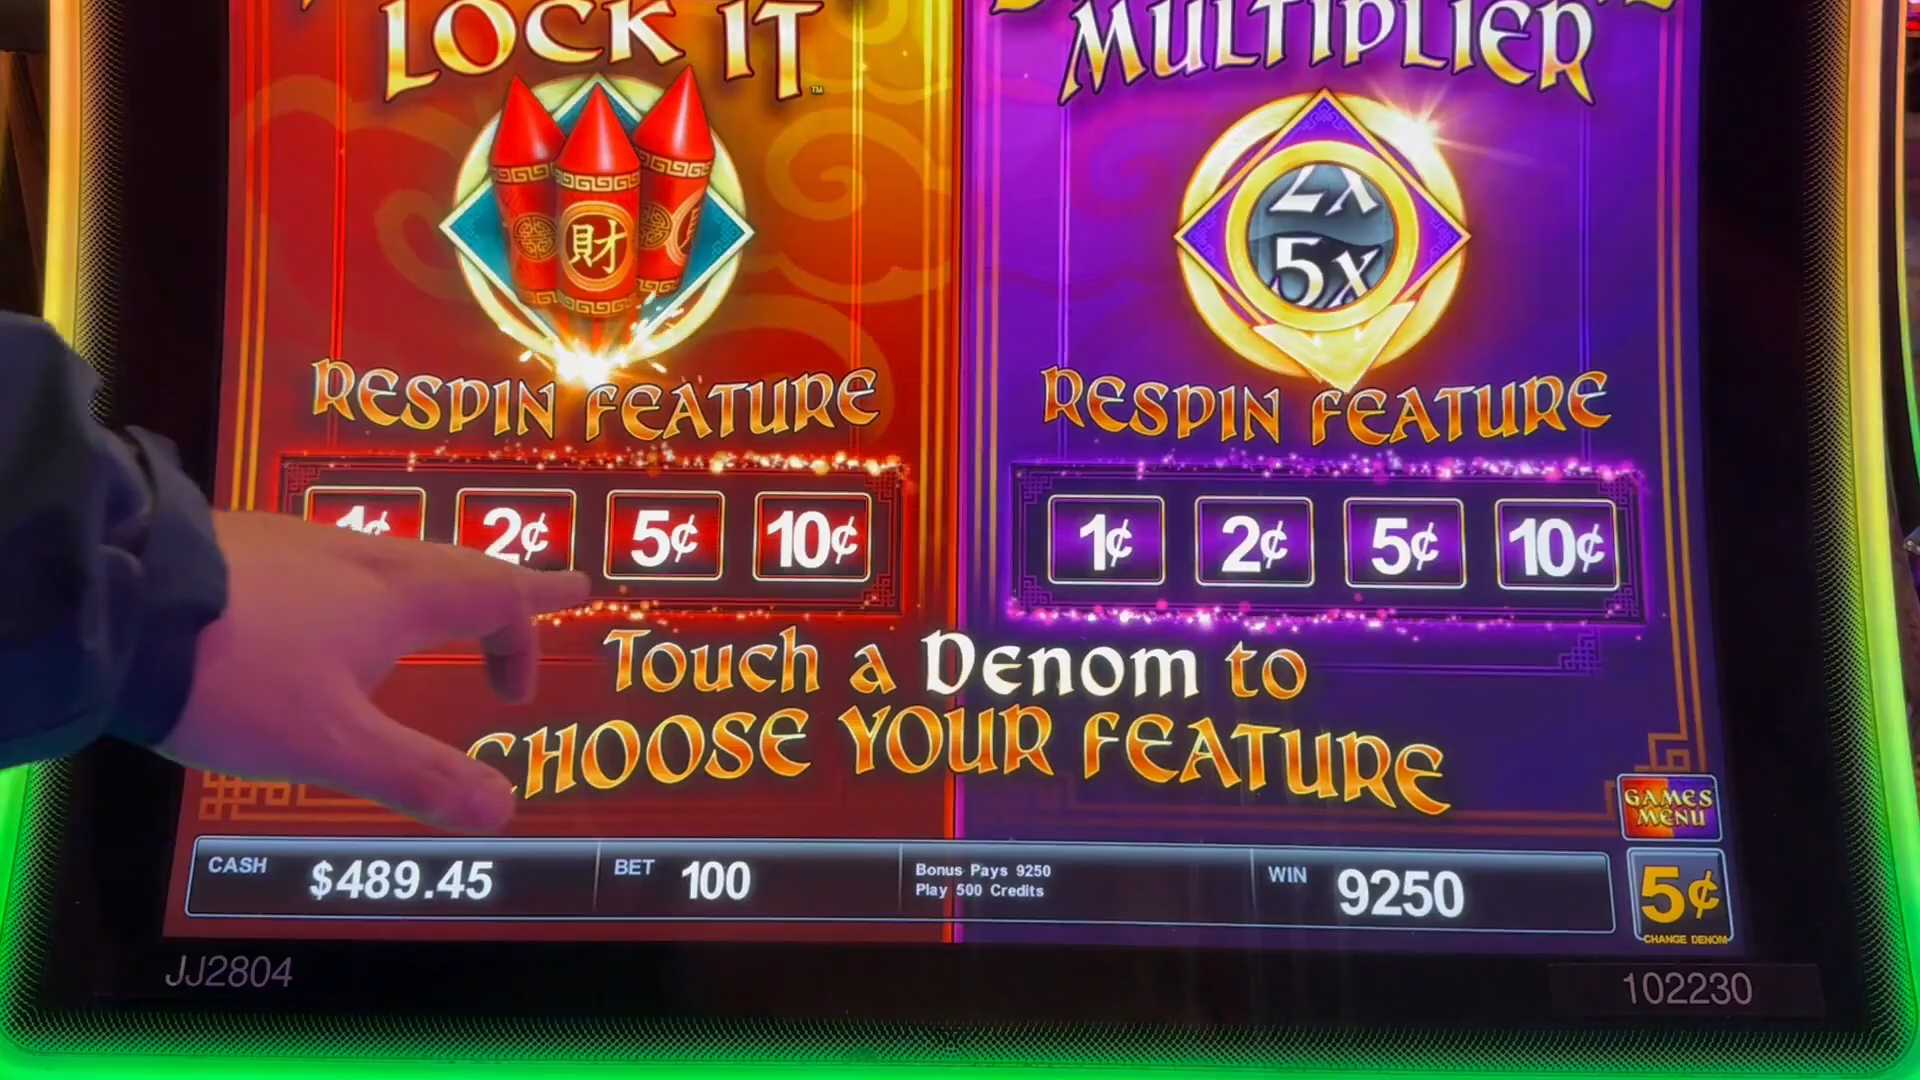 LOCK IT™
MULTIPLIER
財
2X
5X
RESPIN FEATURE
RESPIN FEATURE
1¢ 2¢ 5¢ 10¢
1¢ 2¢ 5¢ 10¢
Touch a Denom to
CHOOSE YOUR FEATURE
GAMES
MENU
CASH $489.45
BET 100
Bonus Pays 9250
Play 500 Credits
WIN 9250
5¢
CHANGE DENOM
JJ2804
102230